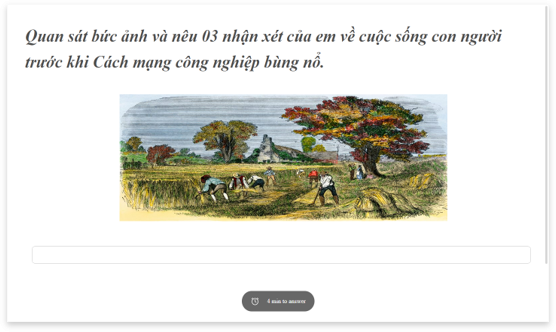 Quan sát bức ảnh và nêu 03 nhận xét của em về cuộc sống con người
trước khi Cách mạng công nghiệp bùng nổ.
4 min to answer